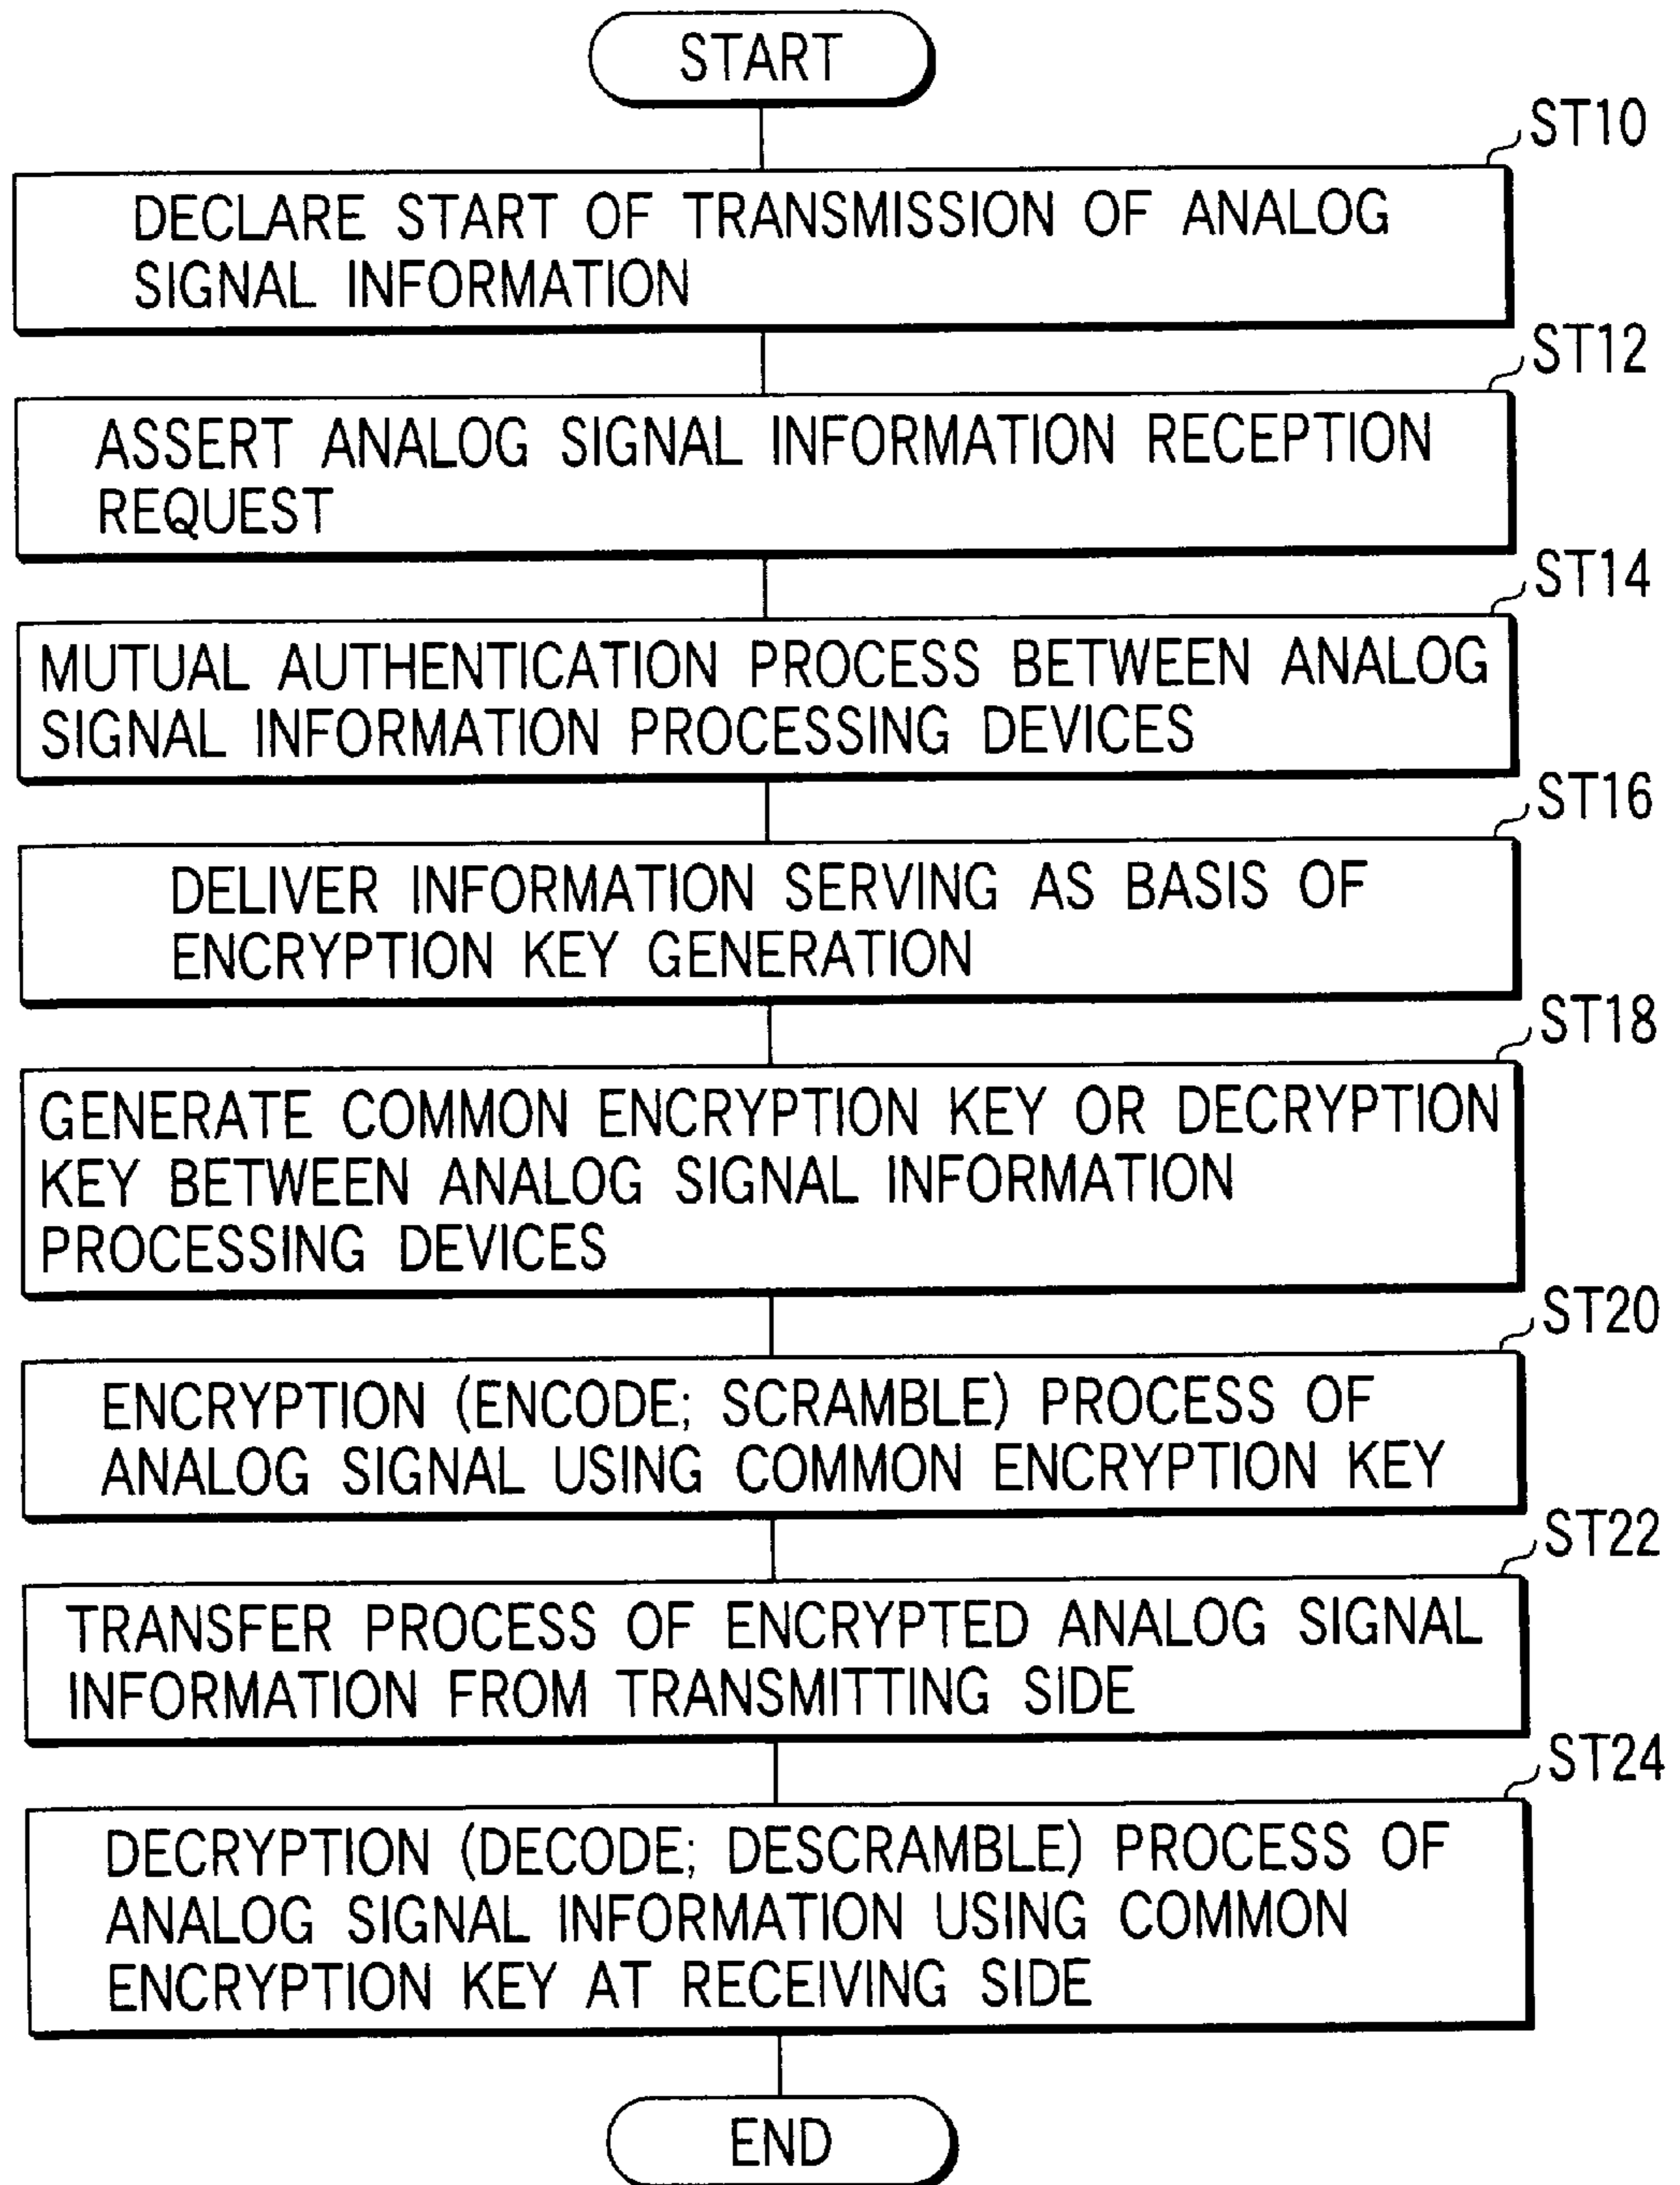 START
ST10
DECLARE START OF TRANSMISSION OF ANALOG
SIGNAL INFORMATION
ST12
ASSERT ANALOG SIGNAL INFORMATION RECEPTION
REQUEST
ST14
MUTUAL AUTHENTICATION PROCESS BETWEEN ANALOG
SIGNAL INFORMATION PROCESSING DEVICES
ST16
DELIVER INFORMATION SERVING AS BASIS OF
ENCRYPTION KEY GENERATION
ST18
GENERATE COMMON ENCRYPTION KEY OR DECRYPTION
KEY BETWEEN ANALOG SIGNAL INFORMATION
PROCESSING DEVICES
ST20
ENCRYPTION (ENCODE; SCRAMBLE) PROCESS OF
ANALOG SIGNAL USING COMMON ENCRYPTION KEY
ST22
TRANSFER PROCESS OF ENCRYPTED ANALOG SIGNAL
INFORMATION FROM TRANSMITTING SIDE
ST24
DECRYPTION (DECODE; DESCRAMBLE) PROCESS OF
ANALOG SIGNAL INFORMATION USING COMMON
ENCRYPTION KEY AT RECEIVING SIDE
END